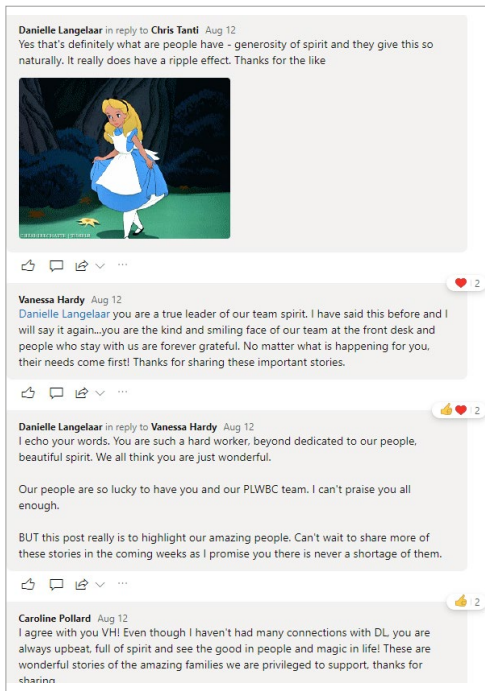 Danielle Langelaar in reply to Chris Tanti Aug 12
Yes that's definitely what are people have - generosity of spirit and they give this so
naturally. It really does have a ripple effect. Thanks for the like
2
Vanessa Hardy Aug 12
Danielle Langelaar you are a true leader of our team spirit. I have said this before and I
will say it again...you are the kind and smiling face of our team at the front desk and
people who stay with us are forever grateful. No matter what is happening for you,
their needs come first! Thanks for sharing these important stories.
2
Danielle Langelaar in reply to Vanessa Hardy Aug 12
I echo your words. You are such a hard worker, beyond dedicated to our people,
beautiful spirit. We all think you are just wonderful.
Our people are so lucky to have you and our PLWBC team. I can't praise you all
enough.
BUT this post really is to highlight our amazing people. Can't wait to share more of
these stories in the coming weeks as I promise you there is never a shortage of them.
2
Caroline Pollard Aug 12
I agree with you VH! Even though I haven't had many connections with DL, you are
always upbeat, full of spirit and see the good in people and magic in life! These are
wonderful stories of the amazing families we are privileged to support, thanks for
sharing